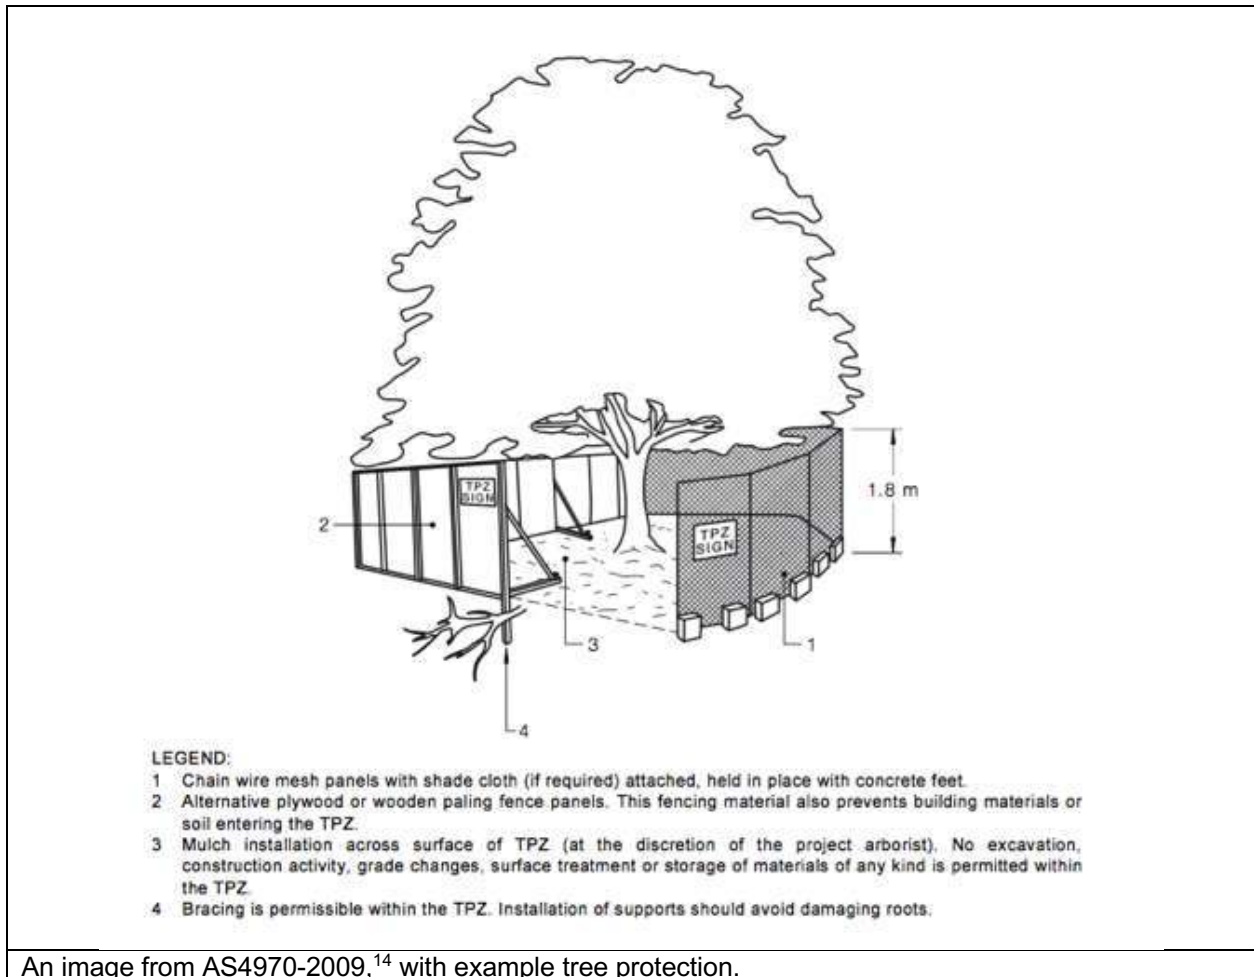 TPZ
SIGN
2
TPZ
SIGN
1.8 m
3
1
4
LEGEND:
1 Chain wire mesh panels with shade cloth (if required) attached, held in place with concrete feet.
2 Alternative plywood or wooden paling fence panels. This fencing material also prevents building materials or
soil entering the TPZ.
3 Mulch installation across surface of TPZ (at the discretion of the project arborist). No excavation,
construction activity, grade changes, surface treatment or storage of materials of any kind is permitted within
the TPZ.
4 Bracing is permissible within the TPZ. Installation of supports should avoid damaging roots.
An image from AS4970-2009,14 with example tree protection.